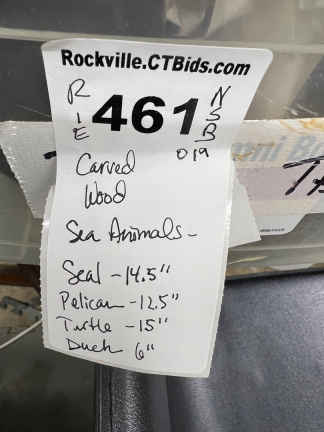 Rockville.CTBids.com
R
I
E
461
N
S
B
019
Carved
Wood
Sea Animals -
Seal - 14.5"
Pelican - 12.5"
Turtle - 15"
Duck 6"